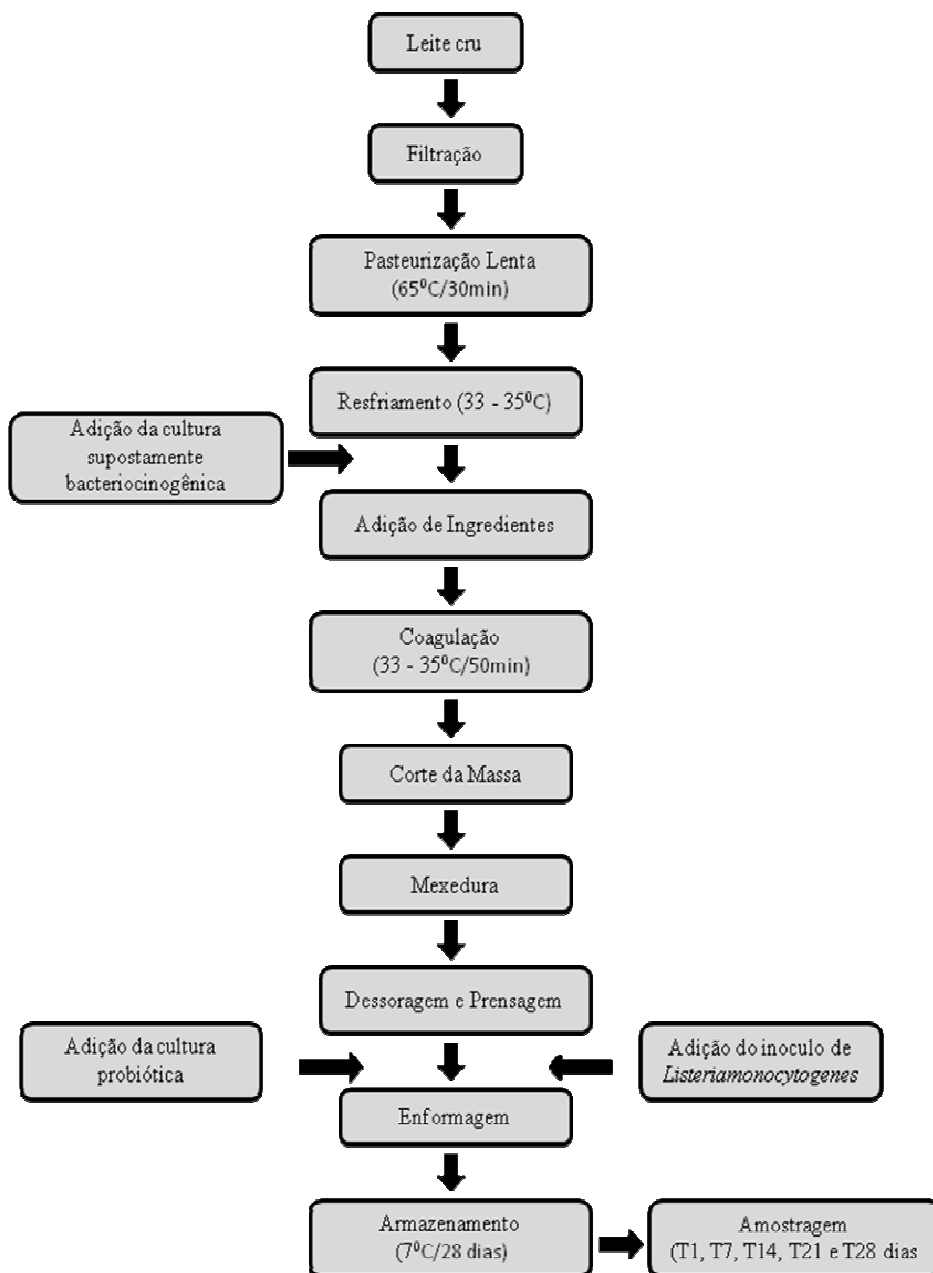 Leite cru
Filtração
Pasteurização Lenta
(65⁰C/30min)
Resfriamento (33 - 35⁰C)
Adição da cultura
supostamente
bacteriocinogênica
Adição de Ingredientes
Coagulação
(33 - 35⁰C/50min)
Corte da Massa
Mexedura
Dessoragem e Prensagem
Adição da cultura
probiótica
Adição do inoculo de
Listeriamonocytogenes
Enformagem
Armazenamento
(7⁰C/28 dias)
Amostragem
(T1, T7, T14, T21 e T28 dias